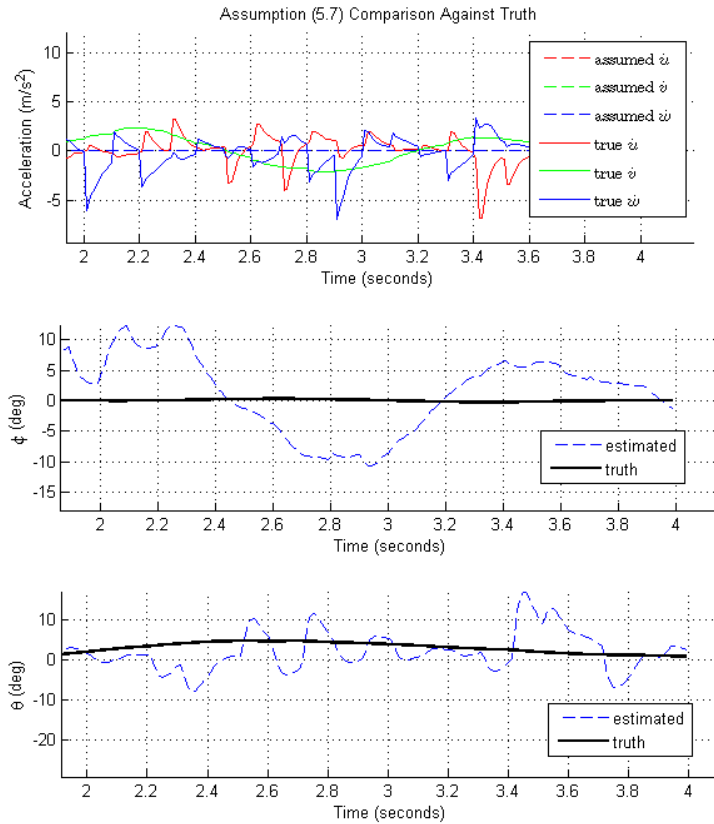 Assumption (5.7) Comparison Against Truth
Acceleration (m/s²)
10
5
0
-5
assumed u̇
assumed v̇
assumed ẇ
true u̇
true v̇
true ẇ
2 2.2 2.4 2.6 2.8 3 3.2 3.4 3.6 3.8 4
Time (seconds)
ϕ (deg)
10
5
0
-5
-10
-15
estimated
truth
2 2.2 2.4 2.6 2.8 3 3.2 3.4 3.6 3.8 4
Time (seconds)
θ (deg)
10
0
-10
-20
estimated
truth
2 2.2 2.4 2.6 2.8 3 3.2 3.4 3.6 3.8 4
Time (seconds)